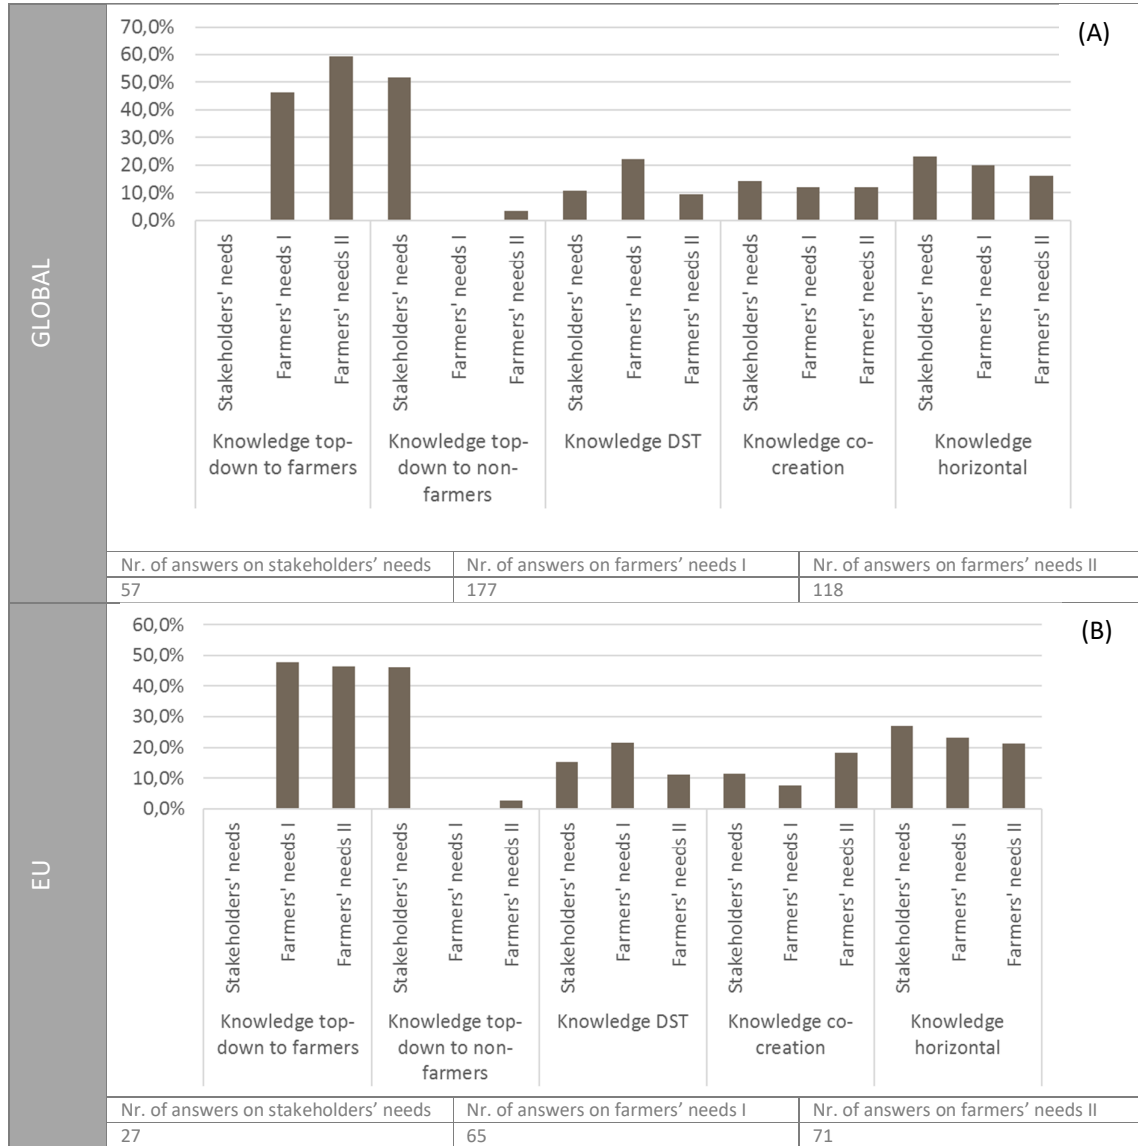 GLOBAL
(A)
70,0%
60,0%
50,0%
40,0%
30,0%
20,0%
10,0%
0,0%
Stakeholders' needs
Farmers' needs I
Farmers' needs II
Stakeholders' needs
Farmers' needs I
Farmers' needs II
Stakeholders' needs
Farmers' needs I
Farmers' needs II
Stakeholders' needs
Farmers' needs I
Farmers' needs II
Stakeholders' needs
Farmers' needs I
Farmers' needs II
Knowledge top-
down to farmers
Knowledge top-
down to non-
farmers
Knowledge DST
Knowledge co-
creation
Knowledge
horizontal
Nr. of answers on stakeholders’ needs
Nr. of answers on farmers’ needs I
Nr. of answers on farmers’ needs II
57
177
118
EU
(B)
60,0%
50,0%
40,0%
30,0%
20,0%
10,0%
0,0%
Stakeholders' needs
Farmers' needs I
Farmers' needs II
Stakeholders' needs
Farmers' needs I
Farmers' needs II
Stakeholders' needs
Farmers' needs I
Farmers' needs II
Stakeholders' needs
Farmers' needs I
Farmers' needs II
Stakeholders' needs
Farmers' needs I
Farmers' needs II
Knowledge top-
down to farmers
Knowledge top-
down to non-
farmers
Knowledge DST
Knowledge co-
creation
Knowledge
horizontal
Nr. of answers on stakeholders’ needs
Nr. of answers on farmers’ needs I
Nr. of answers on farmers’ needs II
27
65
71